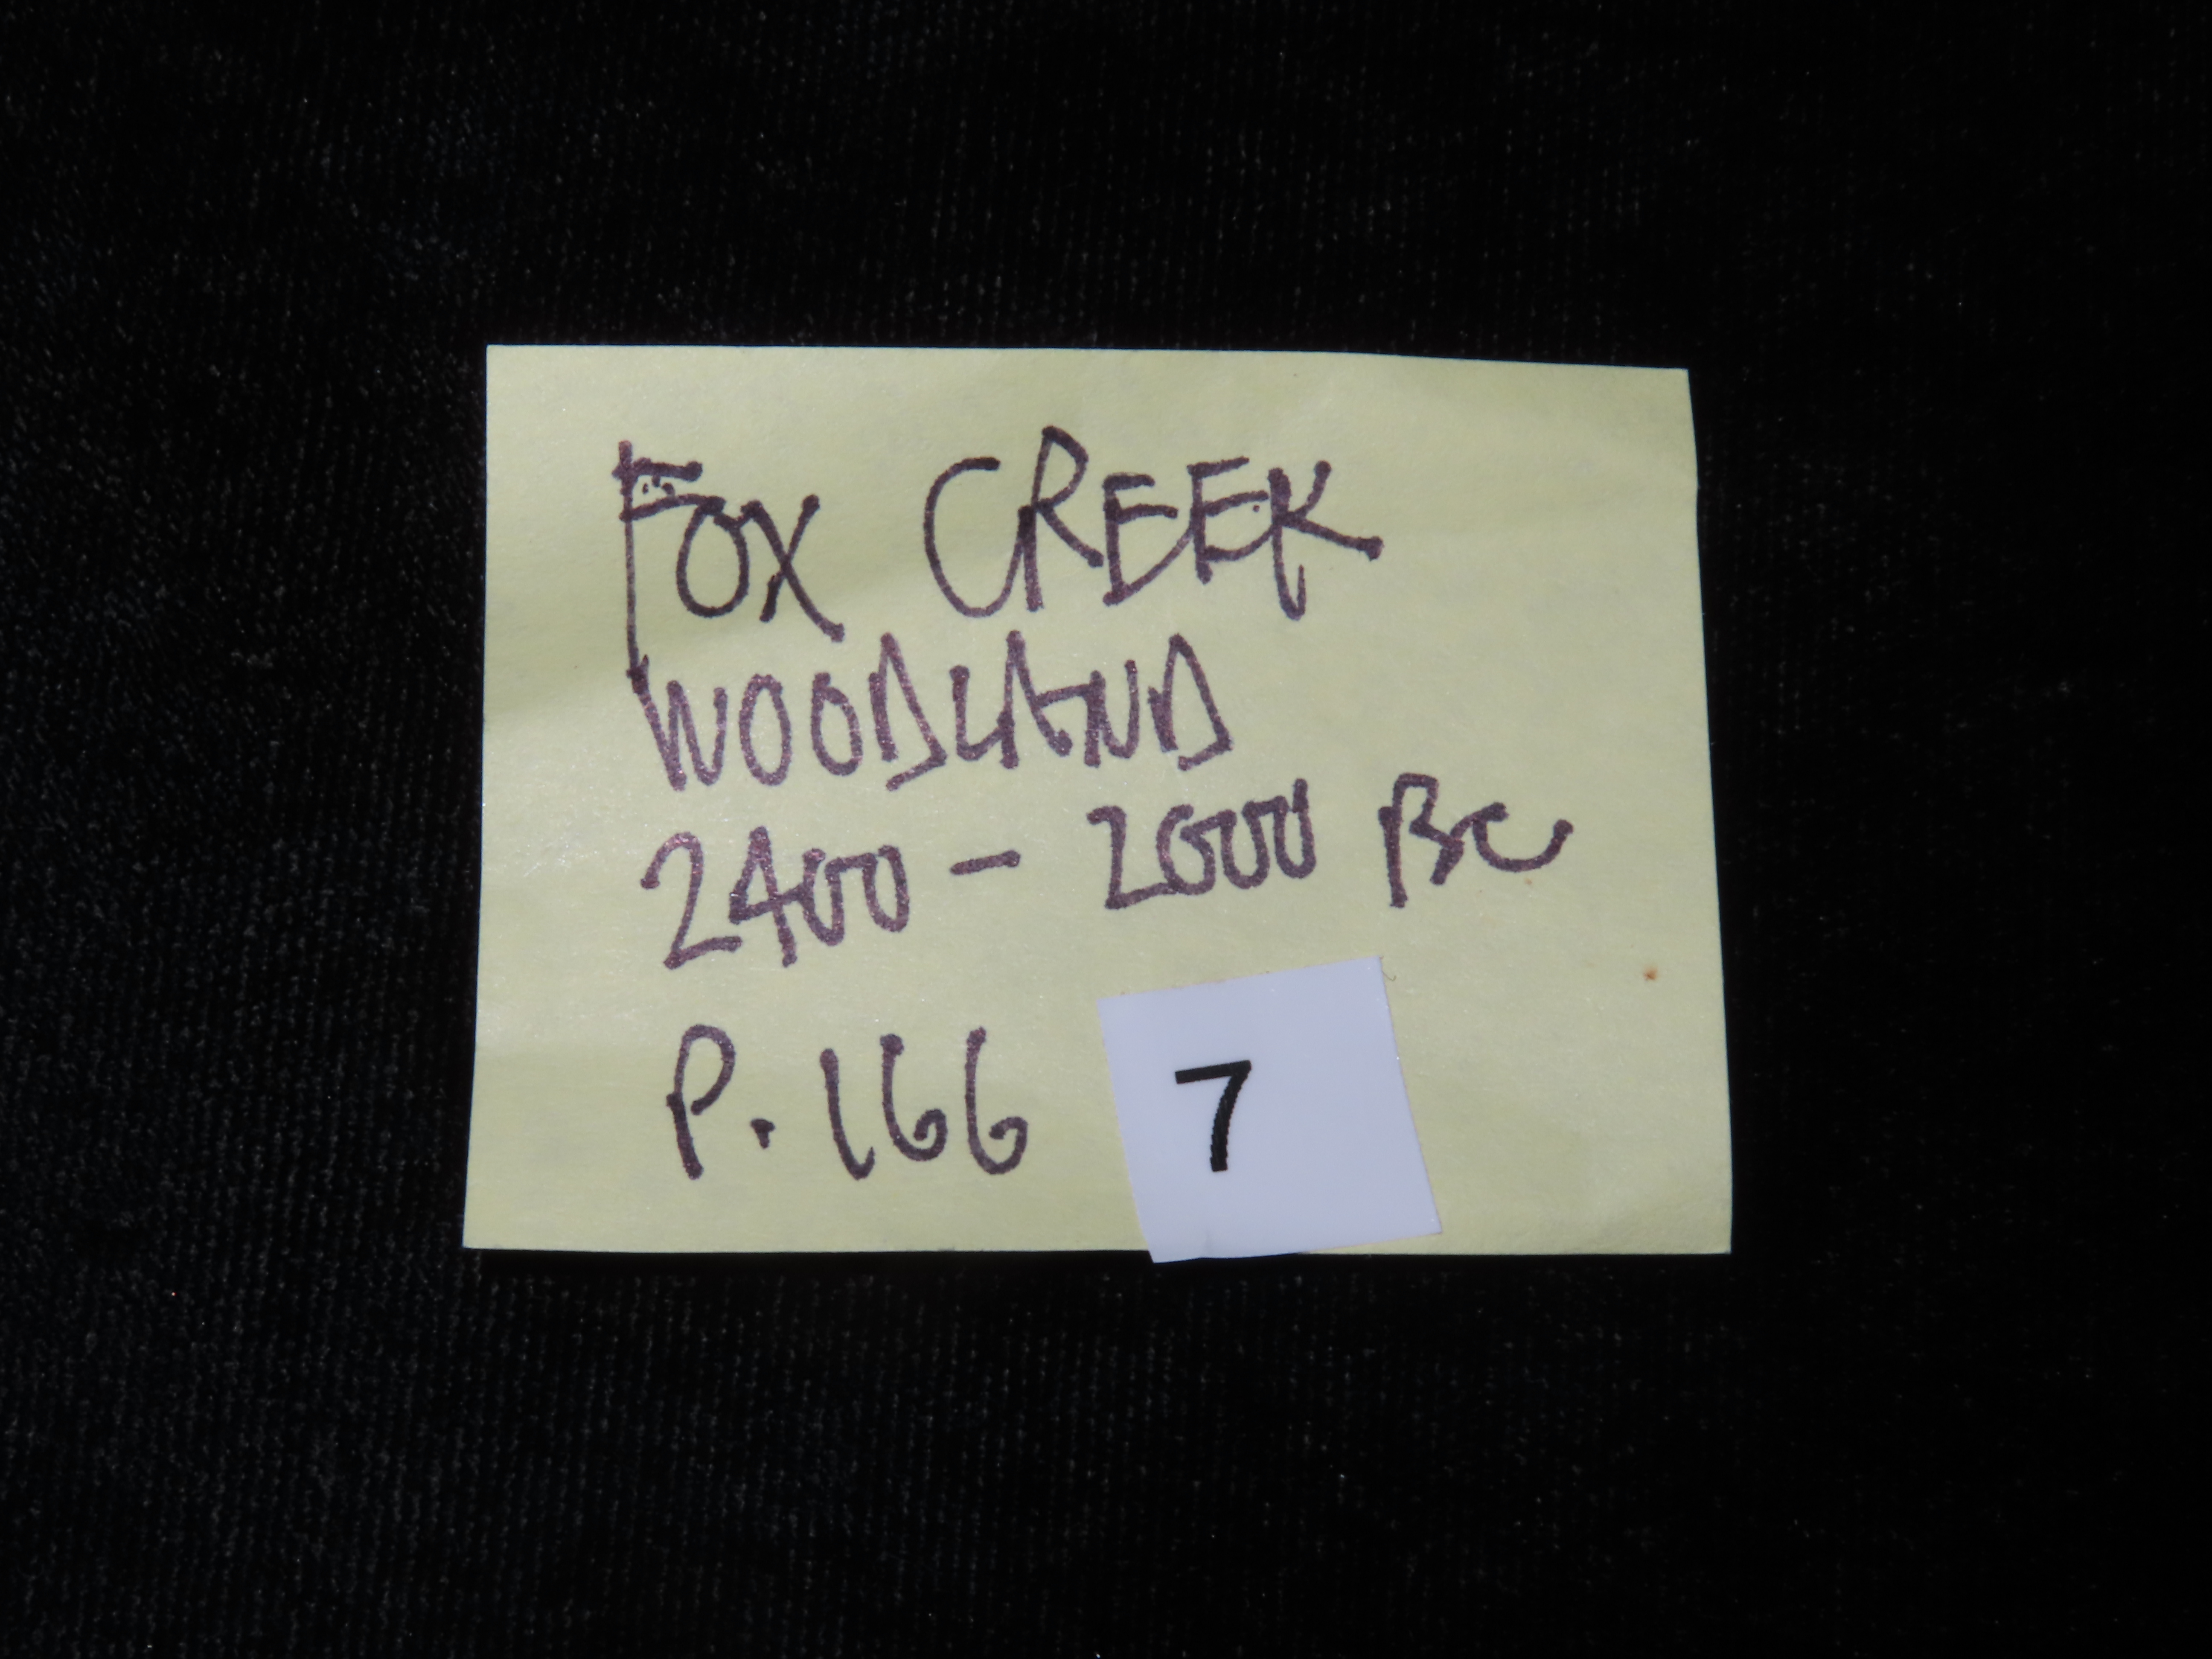 FOX CREEK
WOODLAND
2400 - 2000 BC
P. 166
7